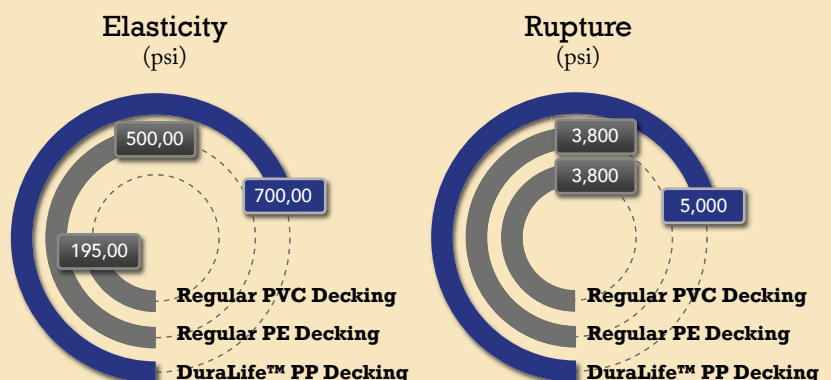 Elasticity
(psi)
500,00
700,00
195,00
Regular PVC Decking
Regular PE Decking
DuraLife™ PP Decking
Rupture
(psi)
3,800
3,800
5,000
Regular PVC Decking
Regular PE Decking
DuraLife™ PP Decking